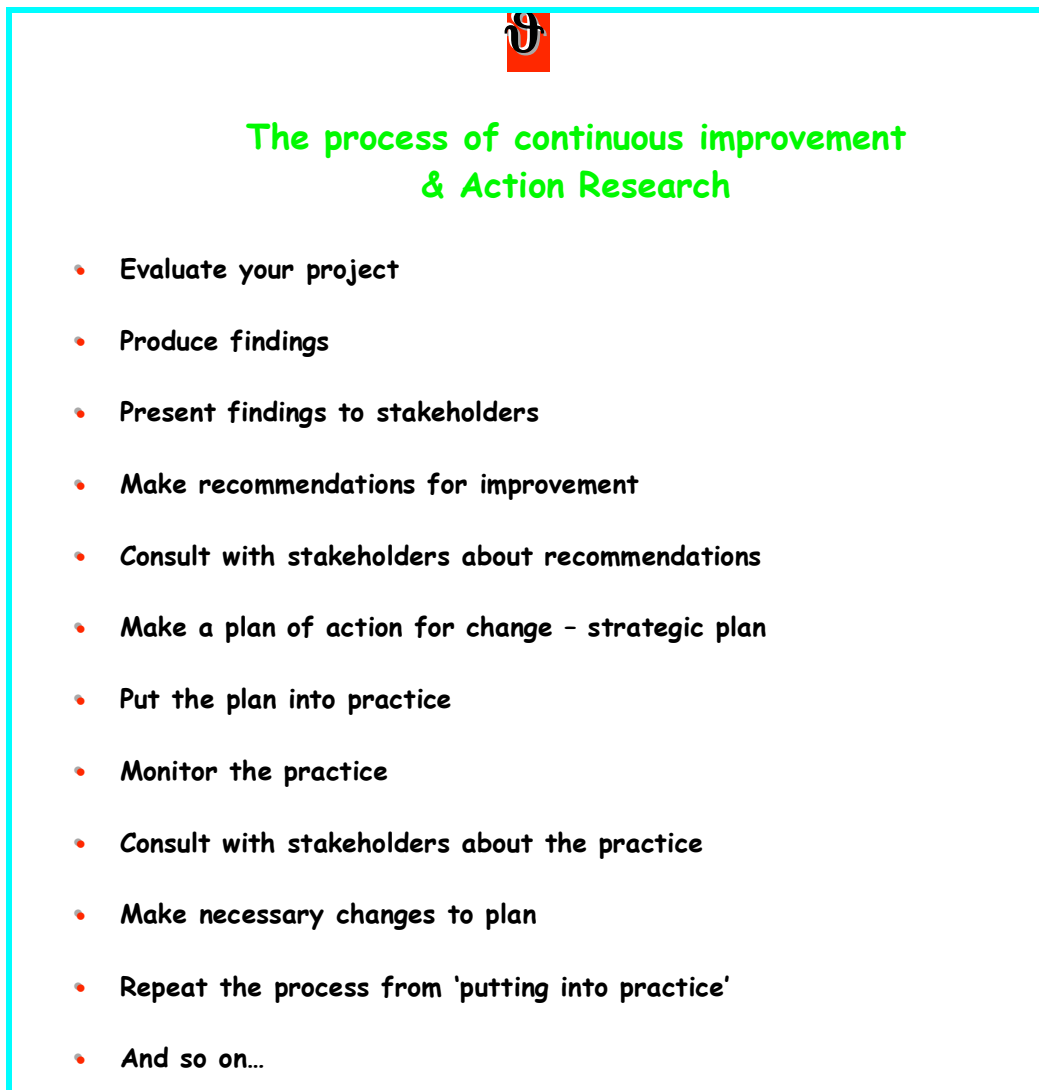 ϑ
The process of continuous improvement
& Action Research
• Evaluate your project
• Produce findings
• Present findings to stakeholders
• Make recommendations for improvement
• Consult with stakeholders about recommendations
• Make a plan of action for change – strategic plan
• Put the plan into practice
• Monitor the practice
• Consult with stakeholders about the practice
• Make necessary changes to plan
• Repeat the process from ‘putting into practice’
• And so on…